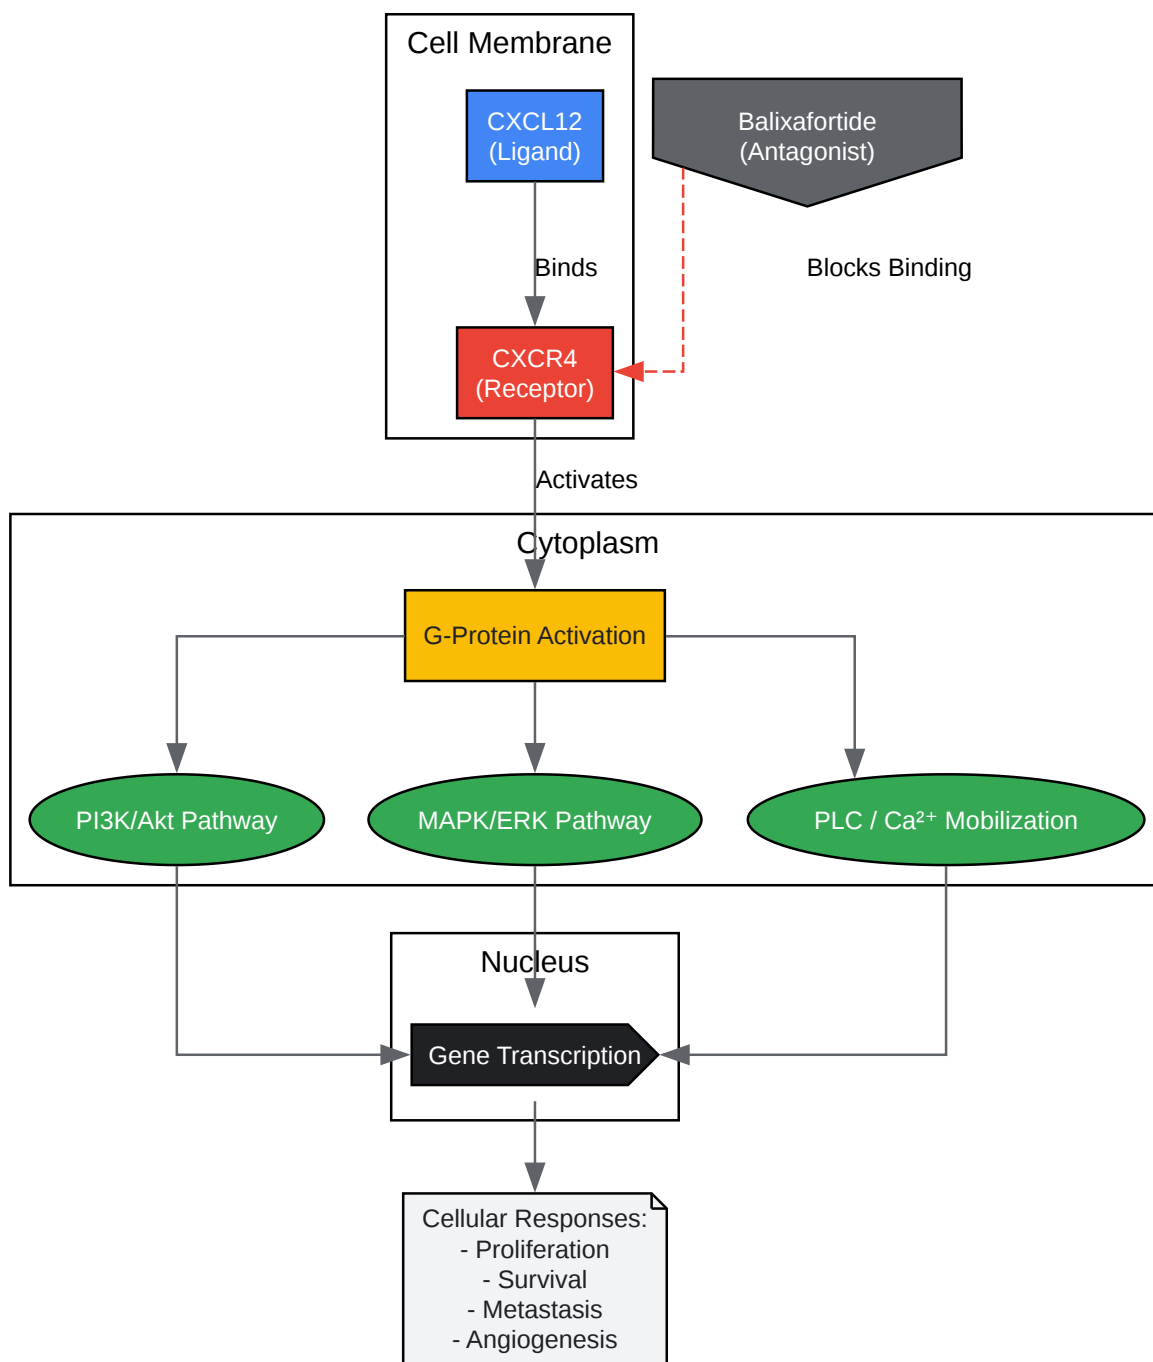 Cell Membrane
CXCL12
(Ligand)
Balixafortide
(Antagonist)
Binds
Blocks Binding
CXCR4
(Receptor)
Activates
Cytoplasm
G-Protein Activation
PI3K/Akt Pathway
MAPK/ERK Pathway
PLC / Ca²⁺ Mobilization
Nucleus
Gene Transcription
Cellular Responses:
- Proliferation
- Survival
- Metastasis
- Angiogenesis